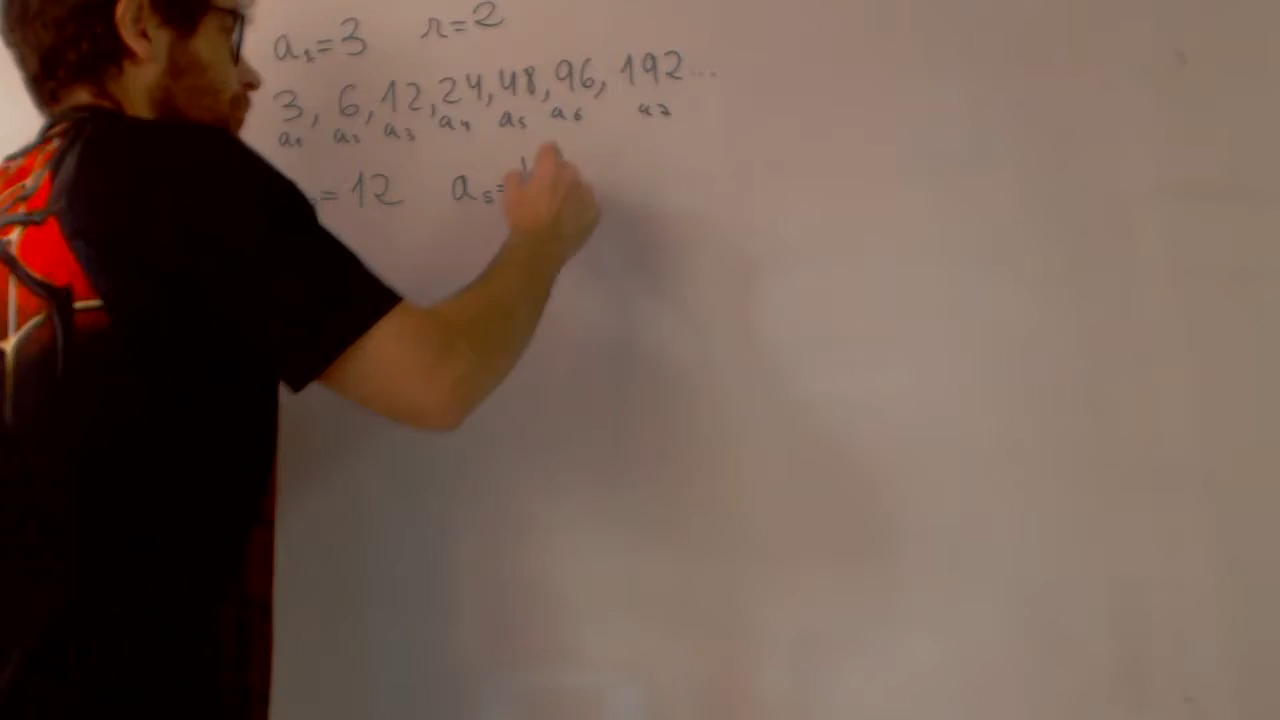 a₁=3 r=2
3, 6, 12, 24, 48, 96, 192...
a₁ a₂ a₃ a₄ a₅ a₆ a₇
=12 a₅=